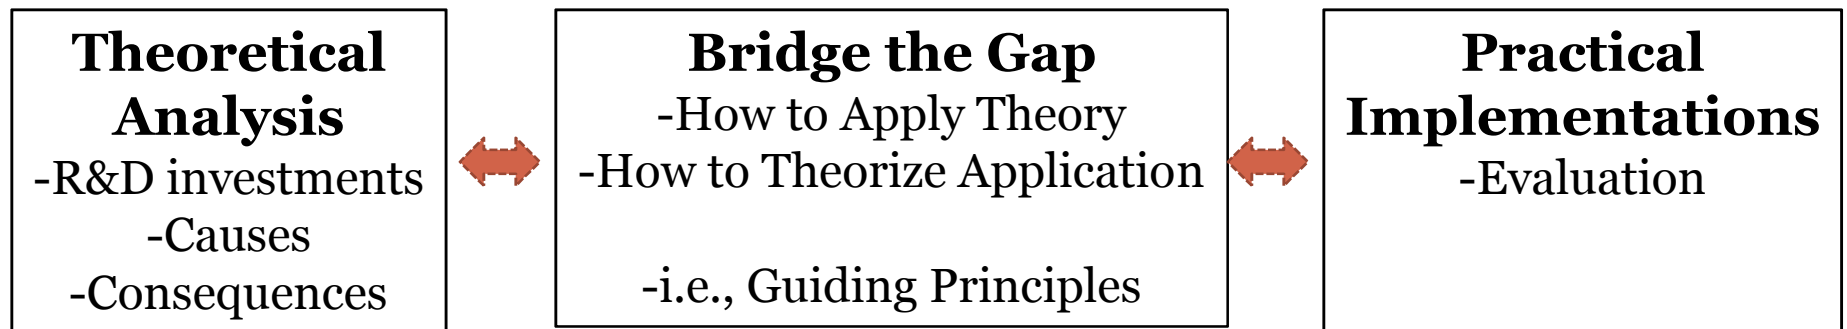 Theoretical
Analysis
-R&D investments
-Causes
-Consequences
Bridge the Gap
-How to Apply Theory
-How to Theorize Application
-i.e., Guiding Principles
Practical
Implementations
-Evaluation